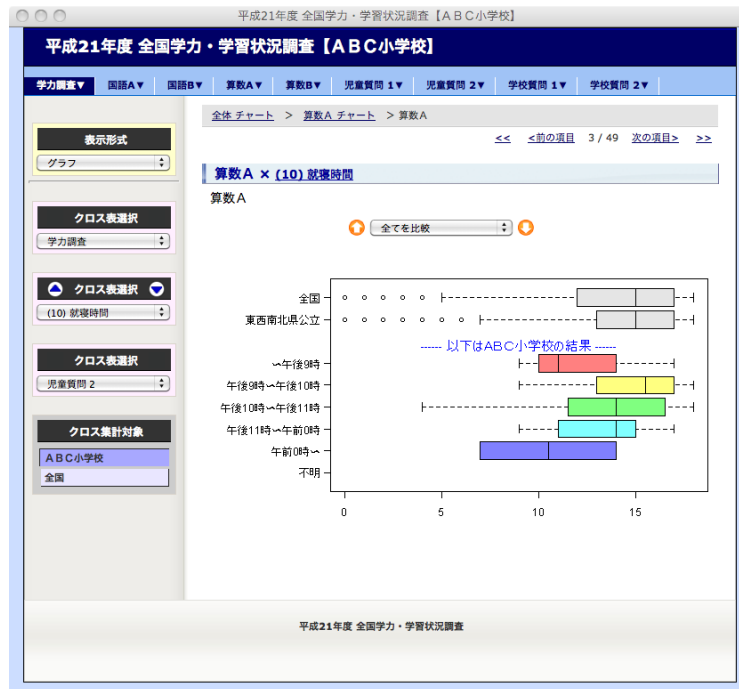 平成21年度 全国学力・学習状況調査【ＡＢＣ小学校】
平成21年度 全国学力・学習状況調査【ＡＢＣ小学校】
学力調査▼ 国語A▼ 国語B▼ 算数A▼ 算数B▼ 児童質問 1▼ 児童質問 2▼ 学校質問 1▼ 学校質問 2▼
全体 チャート > 算数A チャート > 算数A
<< <前の項目 3 / 49 次の項目> >>
表示形式
グラフ
算数A × (10) 就寝時間
算数A
全てを比較
クロス表選択
学力調査
クロス表選択
(10) 就寝時間
クロス表選択
児童質問 2
クロス集計対象
ＡＢＣ小学校
全国
全国
東西南北県公立
------ 以下はABC小学校の結果 ------
〜午後9時
午後9時〜午後10時
午後10時〜午後11時
午後11時〜午前0時
午前0時〜
不明
0 5 10 15
平成21年度 全国学力・学習状況調査